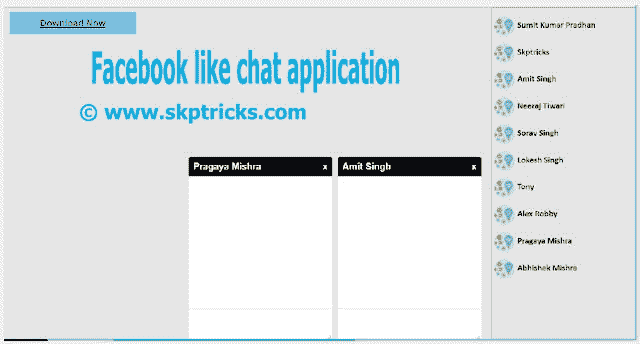 Download Now
Facebook like chat application
© www.skptricks.com
Pragaya Mishra x
Amit Singh x
Sumit Kumar Pradhan
Skptricks
Amit Singh
Neeraj Tiwari
Sorav Singh
Lokesh Singh
Tony
Alex Robby
Pragaya Mishra
Abhishek Mishra